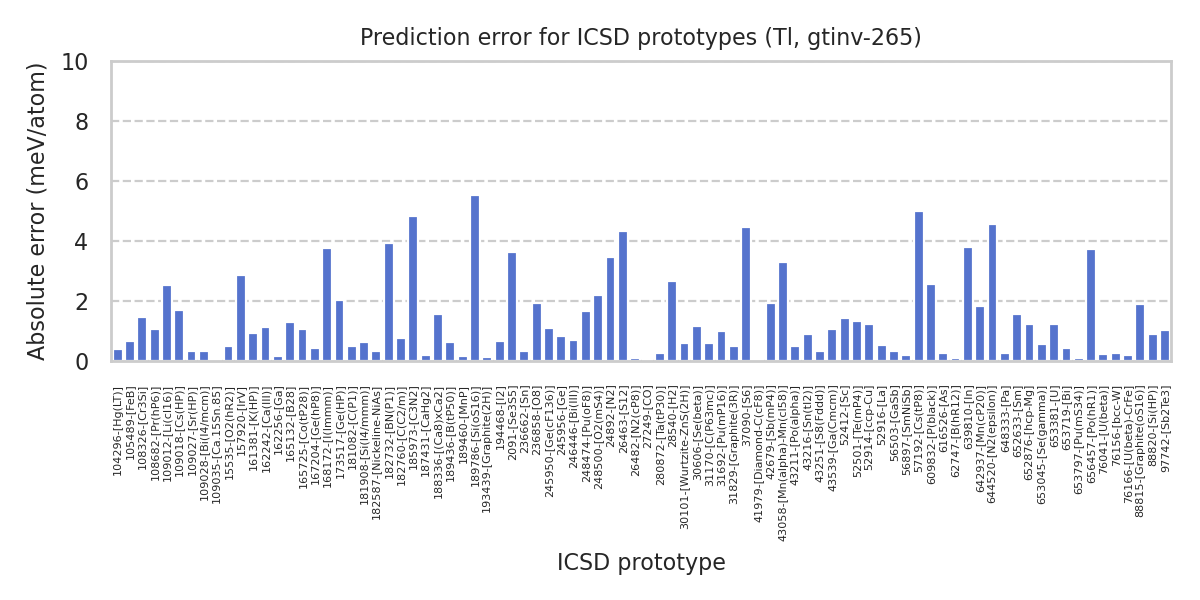 Prediction error for ICSD prototypes (Tl, gtinv-265)
Absolute error (meV/atom)
10
8
6
4
2
0
104296-[Hg(LT)]
105489-[FeB]
108326-[Cr3Si]
108682-[Pr(hP6)]
109012-[Li(cI16)]
109018-[Cs(HP)]
109027-[Sr(HP)]
109028-[Bi(I4/mcm)]
109035-[Ca.15Sn.85]
15535-[O2(hR2)]
157920-[IrV]
161381-[K(HP)]
162242-[Ca(III)]
162256-[Ga]
165132-[B28]
165725-[Co(tP28)]
167204-[Ge(hP8)]
168172-[I(Immm)]
173517-[Ge(HP)]
181082-[C(P1)]
181908-[Si(I4/mmm)]
182587-[Nickeline-NiAs]
182732-[BN(P1)]
182760-[C(C2/m)]
185973-[C3N2]
187431-[CaHg2]
188336-[(Ca8)xCa2]
189436-[B(tP50)]
189460-[MnP]
189786-[Si(oS16)]
193439-[Graphite(2H)]
194468-[I2]
2091-[Se3S5]
236662-[Sn]
236858-[O8]
245950-[Ge(cF136)]
245956-[Ge]
246446-[Bi(III)]
248474-[Pu(oF8)]
248500-[O2(mS4)]
24892-[N2]
26463-[S12]
26482-[N2(cP8)]
27249-[CO]
280872-[Ta(tP30)]
28540-[H2]
30101-[Wurtzite-ZnS(2H)]
30606-[Se(beta)]
31170-[C(P63mc)]
31692-[Pu(mP16)]
31829-[Graphite(3R)]
37090-[S6]
41979-[Diamond-C(cF8)]
42679-[Sb(mP4)]
43058-[Mn(alpha)-Mn(cI58)]
43211-[Po(alpha)]
43216-[Sn(tI2)]
43251-[S8(Fddd)]
43539-[Ga(Cmcm)]
52412-[Sc]
52501-[Te(mP4)]
52914-[fcc-Cu]
52916-[La]
56503-[GaSb]
56897-[SmNiSb]
57192-[Cs(tP8)]
609832-[P(black)]
616526-[As]
62747-[B(hR12)]
639810-[In]
642937-[Mn(cP20)]
644520-[N2(epsilon)]
648333-[Pa]
652633-[Sm]
652876-[hcp-Mg]
653045-[Se(gamma)]
653381-[U]
653719-[Bi]
653797-[Pu(mS34)]
656457-[Po(hR1)]
76041-[U(beta)]
76156-[bcc-W]
76166-[U(beta)-CrFe]
88815-[Graphite(oS16)]
88820-[Si(HP)]
97742-[Sb2Te3]
ICSD prototype